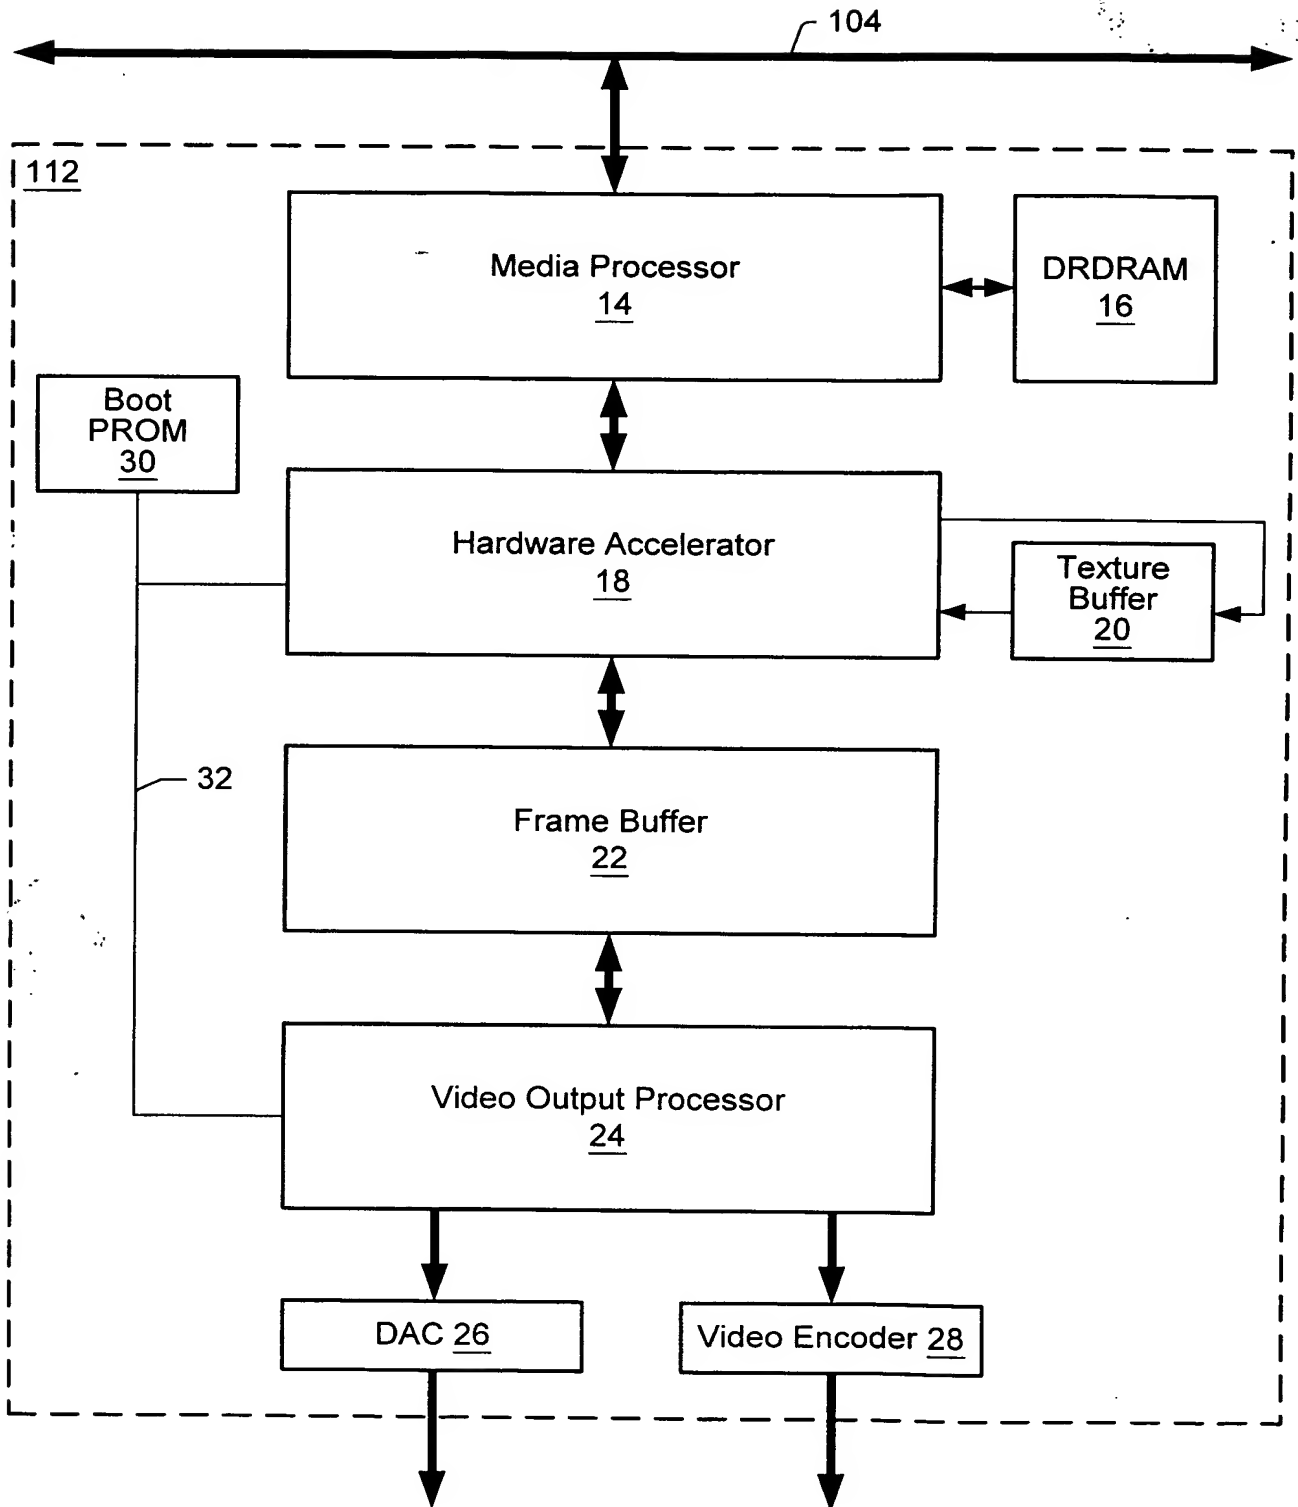 104
112
Media Processor
14
DRDRAM
16
Boot
PROM
30
Hardware Accelerator
18
Texture
Buffer
20
32
Frame Buffer
22
Video Output Processor
24
DAC 26
Video Encoder 28